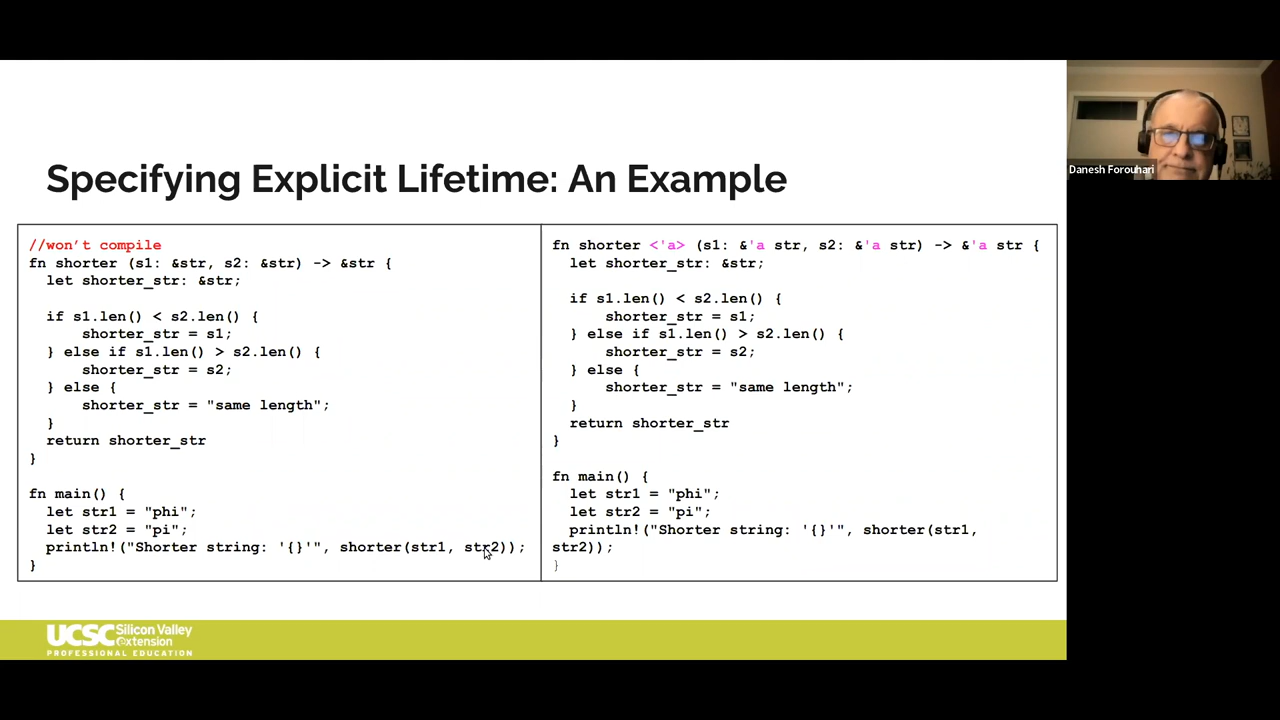 Specifying Explicit Lifetime: An Example
//won’t compile
fn shorter (s1: &str, s2: &str) -> &str {
let shorter_str: &str;
if s1.len() < s2.len() {
shorter_str = s1;
} else if s1.len() > s2.len() {
shorter_str = s2;
} else {
shorter_str = "same length";
}
return shorter_str
}
fn main() {
let str1 = "phi";
let str2 = "pi";
println!("Shorter string: '{}'", shorter(str1, str2));
}
fn shorter <'a> (s1: &'a str, s2: &'a str) -> &'a str {
let shorter_str: &str;
if s1.len() < s2.len() {
shorter_str = s1;
} else if s1.len() > s2.len() {
shorter_str = s2;
} else {
shorter_str = "same length";
}
return shorter_str
}
fn main() {
let str1 = "phi";
let str2 = "pi";
println!("Shorter string: '{}'", shorter(str1,
str2));
}
Danesh Forouhari
UCSC Silicon Valley
extension
PROFESSIONAL EDUCATION